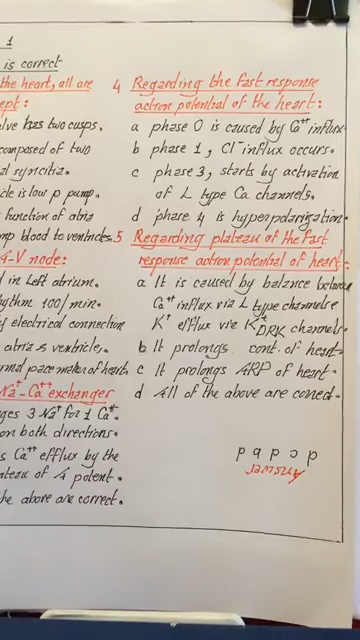 1
is correct
the heart, all are
ept:
lve has two cusps.
composed of two
al syncitia.
cle is low p pump.
function of atria
mp blood to ventricles.
A-V node:
d in left atrium.
hythm 100/min.
electrical connection
atria & ventricles.
rmal pacemaker of hearts
Na⁺-Ca⁺⁺ exchanger
ges 3 Na⁺ for 1 Ca⁺⁺.
on both directions.
s Ca⁺⁺ efflux by the
ateau of A potent.
the above are correct.
4 Regarding the fast response
action potential of the heart:
a phase 0 is caused by Ca⁺⁺ influx.
b phase 1, Cl⁻ influx occurs.
c phase 3, starts by activation
of L type Ca channels.
d phase 4 is hyperpolarization.
5 Regarding plateau of the fast
response action potential of heart:
a It is caused by balance between
Ca⁺⁺ influx via L type channels &
K⁺ efflux via K DRK channels.
b It prolongs cont. of heart.
c It prolongs ARP of heart.
d All of the above are correct.
Answer
d c d b d